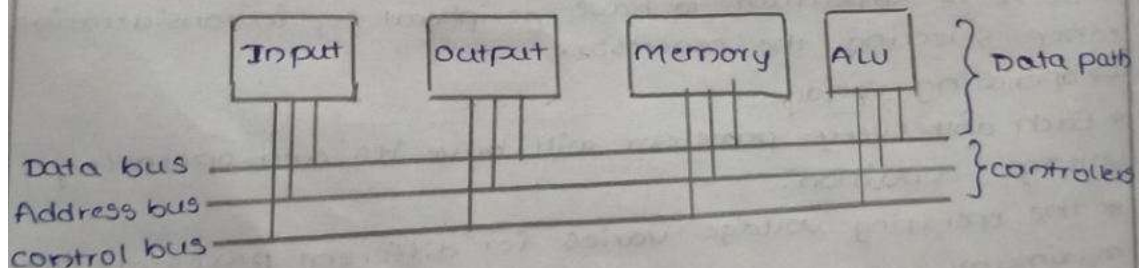 Input
Output
Memory
ALU
Data path
Data bus
Address bus
control bus
controlled